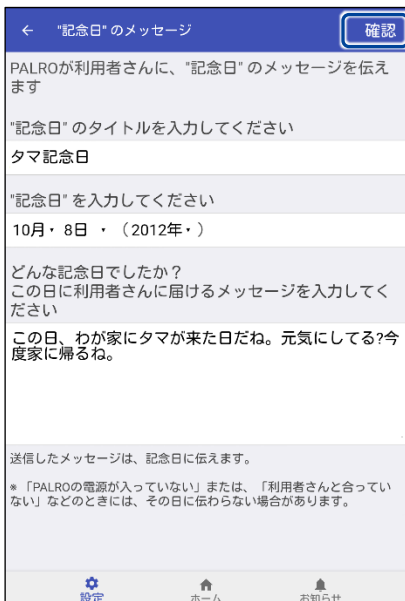 ← "記念日" のメッセージ 確認
PALROが利用者さんに、"記念日" のメッセージを伝え
ます
"記念日" のタイトルを入力してください
タマ記念日
"記念日" を入力してください
10月・ 8日 ・ （2012年・）
どんな記念日でしたか？
この日に利用者さんに届けるメッセージを入力してく
ださい
この日、わが家にタマが来た日だね。元気にしてる?今
度家に帰るね。
送信したメッセージは、記念日に伝えます。
* 「PALROの電源が入っていない」または、「利用者さんと合ってい
ない」などのときには、その日に伝わらない場合があります。
設定 ホーム お知らせ